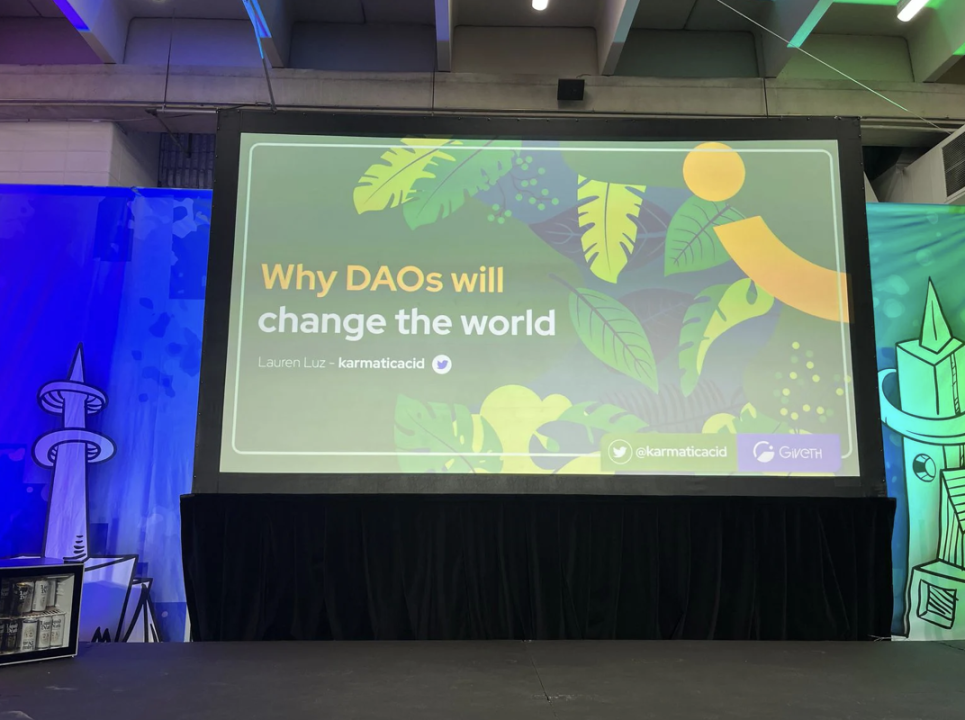 Why DAOs will
change the world
Lauren Luz - karmaticacid
@karmaticacid
GIVETH